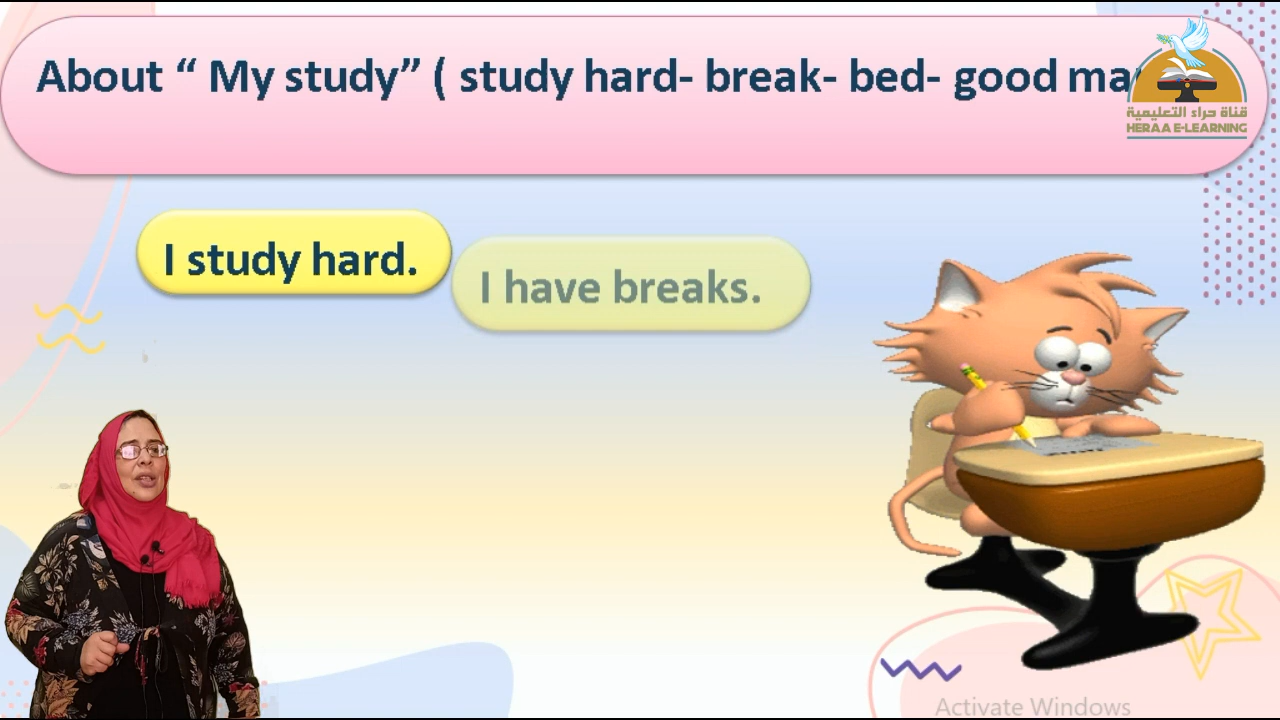 About “ My study” ( study hard- break- bed- good
قناة حراء التعليمية
HERAA E-LEARNING
I study hard.
I have breaks.
Activate Windows